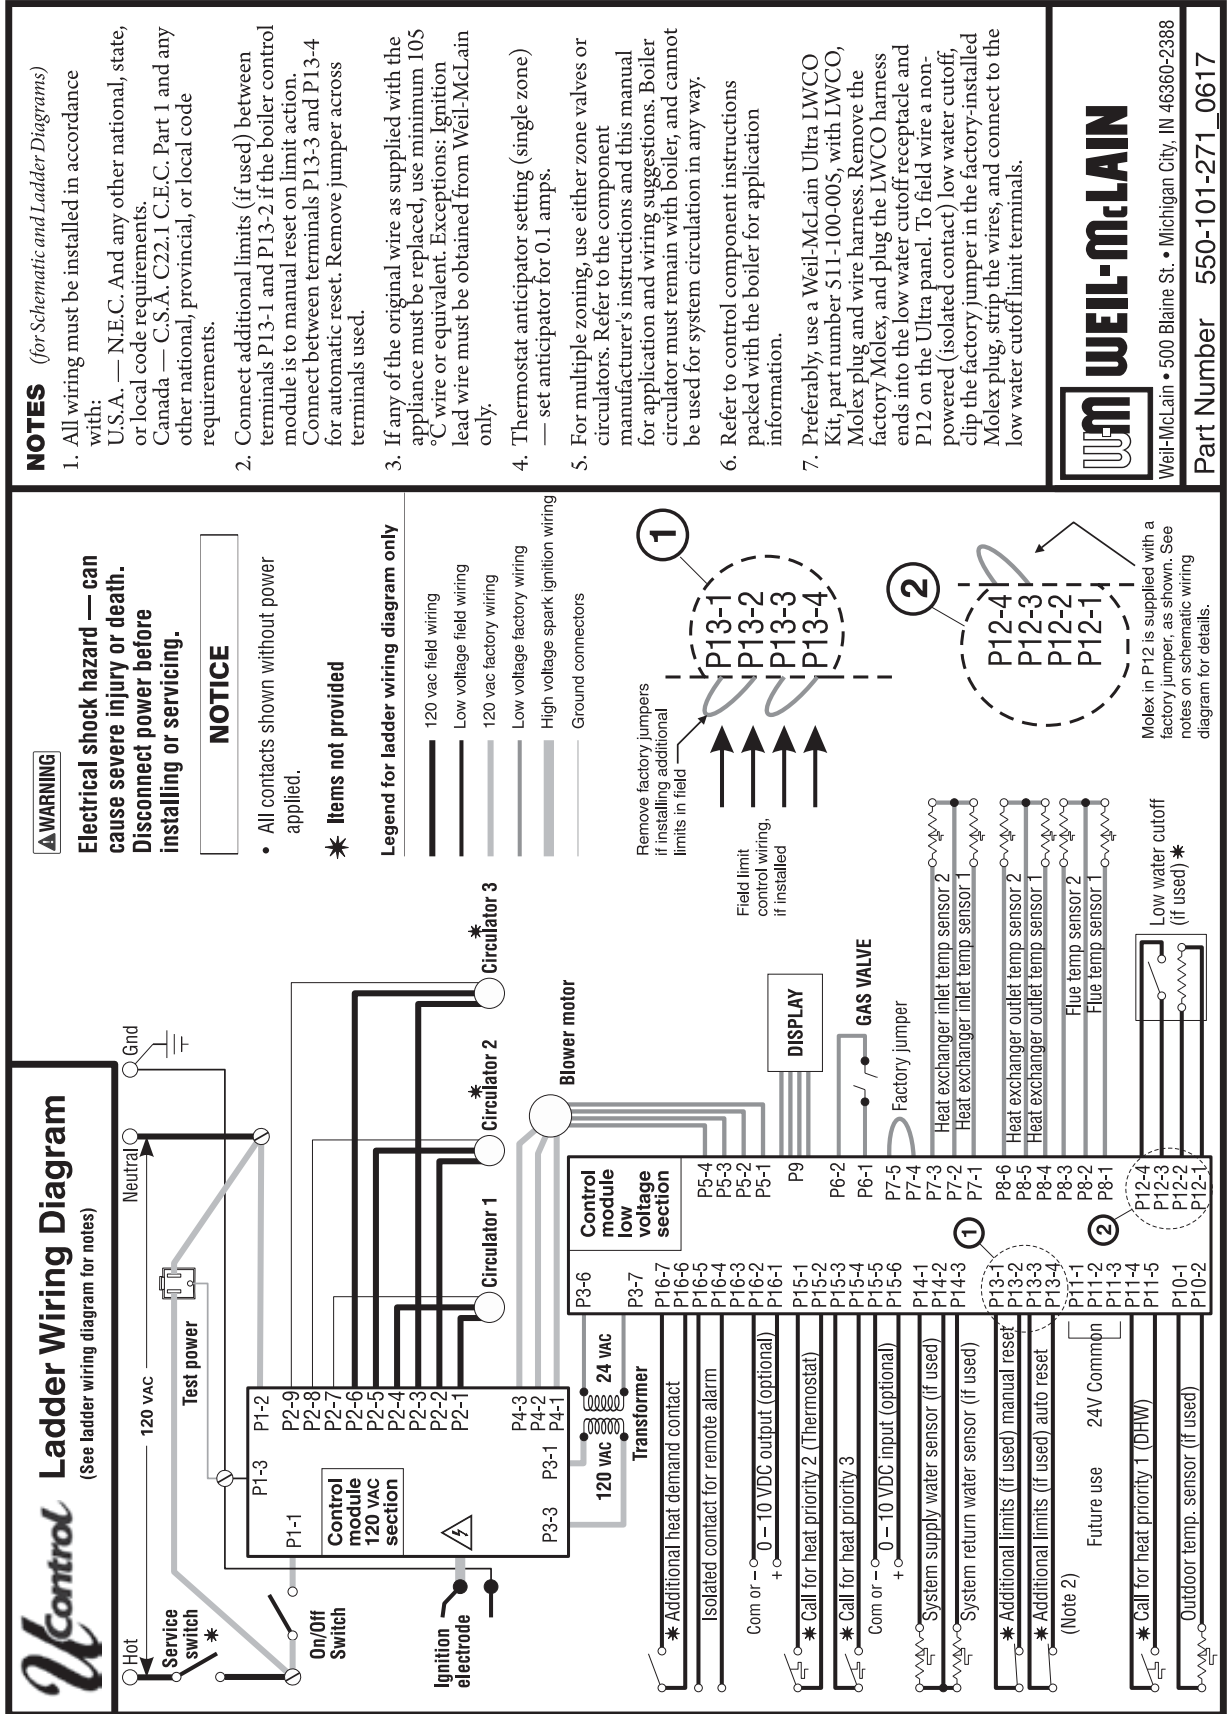 UControl
Ladder Wiring Diagram
(See ladder wiring diagram for notes)
Hot
120 VAC
Neutral
Gnd
Service
switch
Test power
On/Off
Switch
P1-1
P1-3
P1-2
P2-9
P2-8
P2-7
P2-6
P2-5
P2-4
P2-3
P2-2
P2-1
Control
module
120 VAC
section
P4-3
P4-2
P4-1
P3-3
P3-1
Ignition
electrode
Circulator 1
Circulator 2
Circulator 3
Blower motor
120 VAC
24 VAC
Transformer
Control
module
low
voltage
section
P3-6
P3-7
P16-7
P16-6
P16-5
P16-4
P16-3
P16-2
P16-1
P15-1
P15-2
P15-3
P15-4
P15-5
P15-6
P14-1
P14-2
P14-3
P13-1
P13-2
P13-3
P13-4
P11-1
P11-2
P11-3
P11-4
P11-5
P10-1
P10-2
Additional heat demand contact
Isolated contact for remote alarm
Com or –
0 – 10 VDC output (optional)
+
Call for heat priority 2 (Thermostat)
Call for heat priority 3
Com or –
0 – 10 VDC input (optional)
+
System supply water sensor (if used)
System return water sensor (if used)
Additional limits (if used) manual reset
Additional limits (if used) auto reset
(Note 2)
Future use
24V Common
Call for heat priority 1 (DHW)
Outdoor temp. sensor (if used)
1
2
P5-4
P5-3
P5-2
P5-1
P9
P6-2
P6-1
P7-5
P7-4
P7-3
P7-2
P7-1
P8-6
P8-5
P8-4
P8-3
P8-2
P8-1
P12-4
P12-3
P12-2
P12-1
DISPLAY
GAS VALVE
Factory jumper
Heat exchanger inlet temp sensor 2
Heat exchanger inlet temp sensor 1
Heat exchanger outlet temp sensor 2
Heat exchanger outlet temp sensor 1
Flue temp sensor 2
Flue temp sensor 1
Low water cutoff
(if used)
WARNING
Electrical shock hazard — can
cause severe injury or death.
Disconnect power before
installing or servicing.
NOTICE
• All contacts shown without power
applied.
Items not provided
Legend for ladder wiring diagram only
120 vac field wiring
Low voltage field wiring
120 vac factory wiring
Low voltage factory wiring
High voltage spark ignition wiring
Ground connectors
Remove factory jumpers
if installing additional
limits in field
Field limit
control wiring,
if installed
1
P13-1
P13-2
P13-3
P13-4
2
P12-4
P12-3
P12-2
P12-1
Molex in P12 is supplied with a
factory jumper, as shown. See
notes on schematic wiring
diagram for details.
NOTES (for Schematic and Ladder Diagrams)
1. All wiring must be installed in accordance
with:
U.S.A. — N.E.C. And any other national, state,
or local code requirements.
Canada — C.S.A. C22.1 C.E.C. Part 1 and any
other national, provincial, or local code
requirements.
2. Connect additional limits (if used) between
terminals P13-1 and P13-2 if the boiler control
module is to manual reset on limit action.
Connect between terminals P13-3 and P13-4
for automatic reset. Remove jumper across
terminals used.
3. If any of the original wire as supplied with the
appliance must be replaced, use minimum 105
°C wire or equivalent. Exceptions: Ignition
lead wire must be obtained from Weil-McLain
only.
4. Thermostat anticipator setting (single zone)
— set anticipator for 0.1 amps.
5. For multiple zoning, use either zone valves or
circulators. Refer to the component
manufacturer's instructions and this manual
for application and wiring suggestions. Boiler
circulator must remain with boiler, and cannot
be used for system circulation in any way.
6. Refer to control component instructions
packed with the boiler for application
information.
7. Preferably, use a Weil-McLain Ultra LWCO
Kit, part number 511-100-005, with LWCO,
Molex plug and wire harness. Remove the
factory Molex, and plug the LWCO harness
ends into the low water cutoff receptacle and
P12 on the Ultra panel. To field wire a non-
powered (isolated contact) low water cutoff,
clip the factory jumper in the factory-installed
Molex plug, strip the wires, and connect to the
low water cutoff limit terminals.
WM WEIL-McLAIN
Weil-McLain • 500 Blaine St. • Michigan City, IN 46360-2388
Part Number 550-101-271_0617